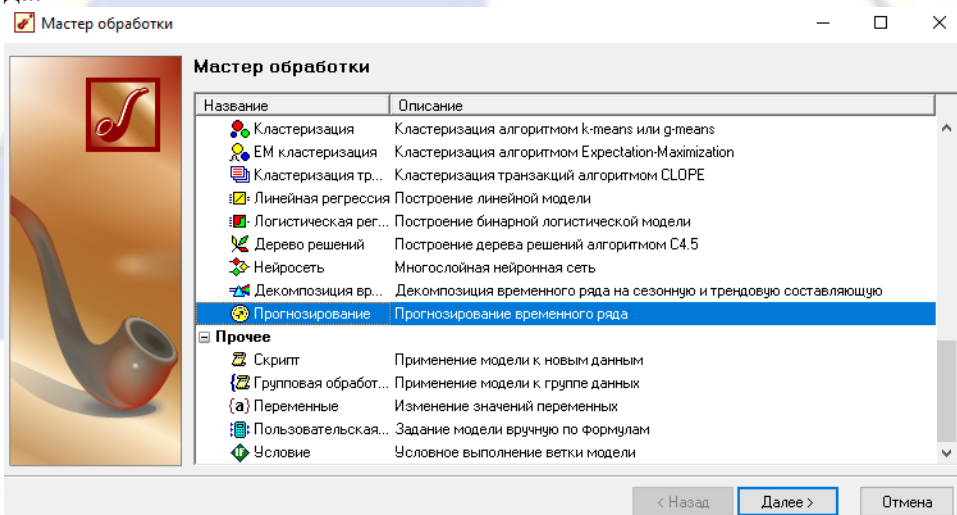 Мастер обработки
Мастер обработки
Название Описание
Кластеризация Кластеризация алгоритмом k-means или g-means
EM кластеризация Кластеризация алгоритмом Expectation-Maximization
Кластеризация тр... Кластеризация транзакций алгоритмом CLOPE
Линейная регрессия Построение линейной модели
Логистическая рег... Построение бинарной логистической модели
Дерево решений Построение дерева решений алгоритмом C4.5
Нейросеть Многослойная нейронная сеть
Декомпозиция вр... Декомпозиция временного ряда на сезонную и трендовую составляющую
Прогнозирование Прогнозирование временного ряда
Прочее
Скрипт Применение модели к новым данным
Групповая обработ... Применение модели к группе данных
{a} Переменные Изменение значений переменных
Пользовательская... Задание модели вручную по формулам
Условие Условное выполнение ветки модели
< Назад Далее > Отмена